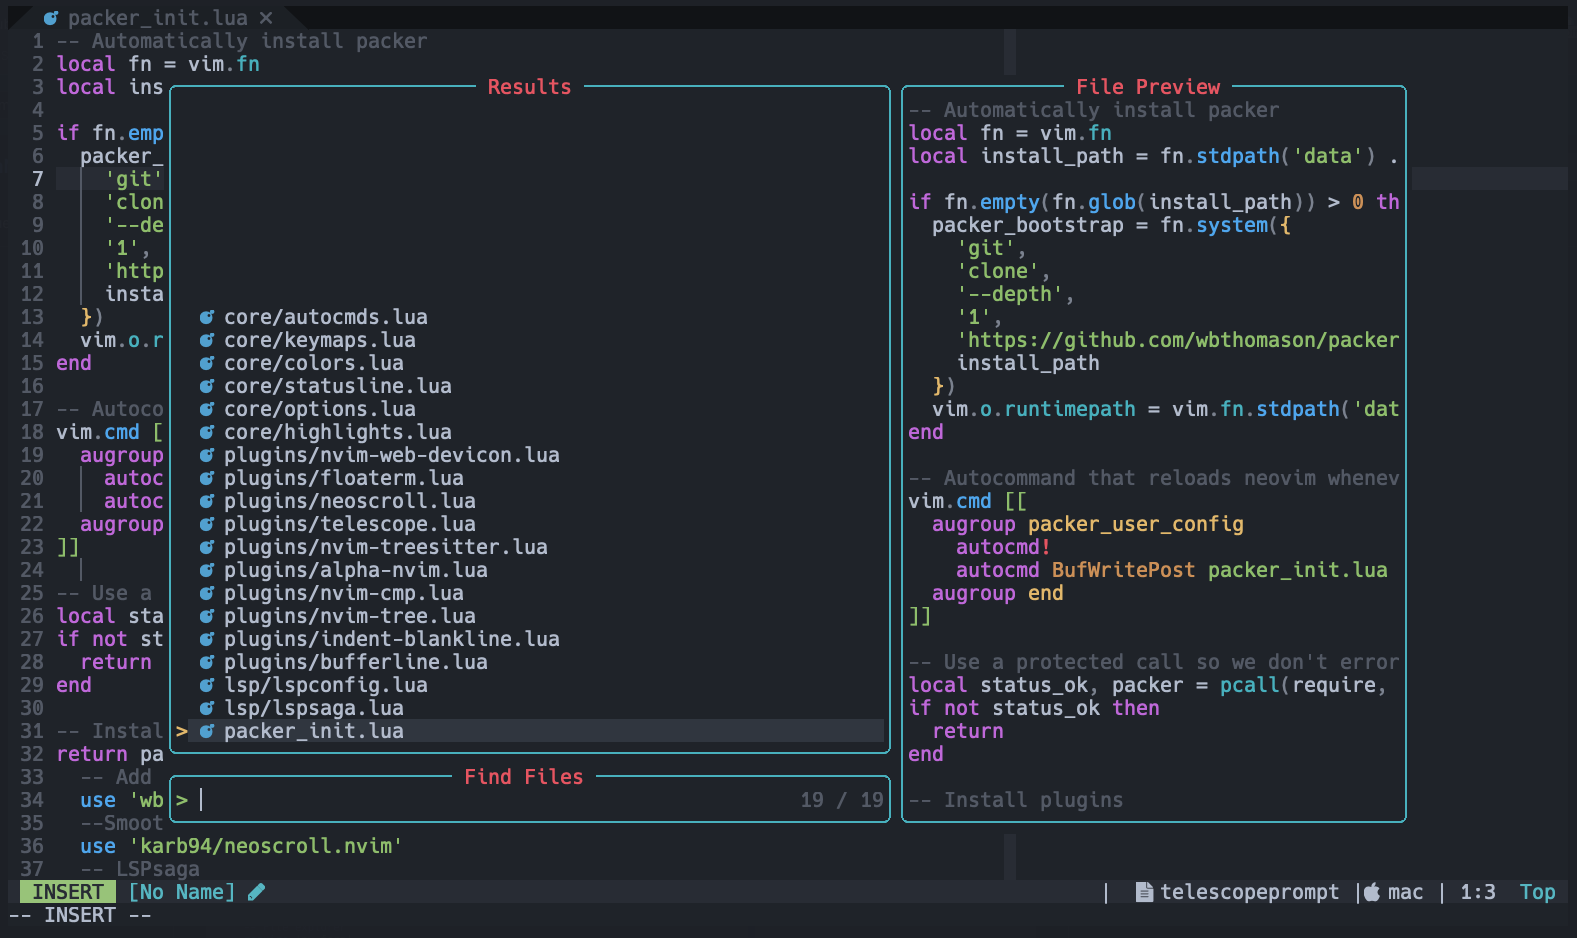 packer_init.lua ×
1 -- Automatically install packer
2 local fn = vim.fn
3 local ins
4
5 if fn.emp
6 packer_
7 'git'
8 'clon
9 '--de
10 '1',
11 'http
12 insta
13 })
14 vim.o.r
15 end
16
17 -- Autoco
18 vim.cmd [
19 augroup
20 autoc
21 autoc
22 augroup
23 ]]
24
25 -- Use a
26 local sta
27 if not st
28 return
29 end
30
31 -- Instal
32 return pa
33 -- Add
34 use 'wb
35 --Smoot
36 use 'karb94/neoscroll.nvim'
37 -- LSPsaga
Results
core/autocmds.lua
core/keymaps.lua
core/colors.lua
core/statusline.lua
core/options.lua
core/highlights.lua
plugins/nvim-web-devicon.lua
plugins/floaterm.lua
plugins/neoscroll.lua
plugins/telescope.lua
plugins/nvim-treesitter.lua
plugins/alpha-nvim.lua
plugins/nvim-cmp.lua
plugins/nvim-tree.lua
plugins/indent-blankline.lua
plugins/bufferline.lua
lsp/lspconfig.lua
lsp/lspsaga.lua
> packer_init.lua
Find Files
> 19 / 19
File Preview
-- Automatically install packer
local fn = vim.fn
local install_path = fn.stdpath('data') .
if fn.empty(fn.glob(install_path)) > 0 th
packer_bootstrap = fn.system({
'git',
'clone',
'--depth',
'1',
'https://github.com/wbthomason/packer
install_path
})
vim.o.runtimepath = vim.fn.stdpath('dat
end
-- Autocommand that reloads neovim whenev
vim.cmd [[
augroup packer_user_config
autocmd!
autocmd BufWritePost packer_init.lua
augroup end
]]
-- Use a protected call so we don't error
local status_ok, packer = pcall(require,
if not status_ok then
return
end
-- Install plugins
INSERT [No Name] | telescopeprompt | mac | 1:3 Top
-- INSERT --